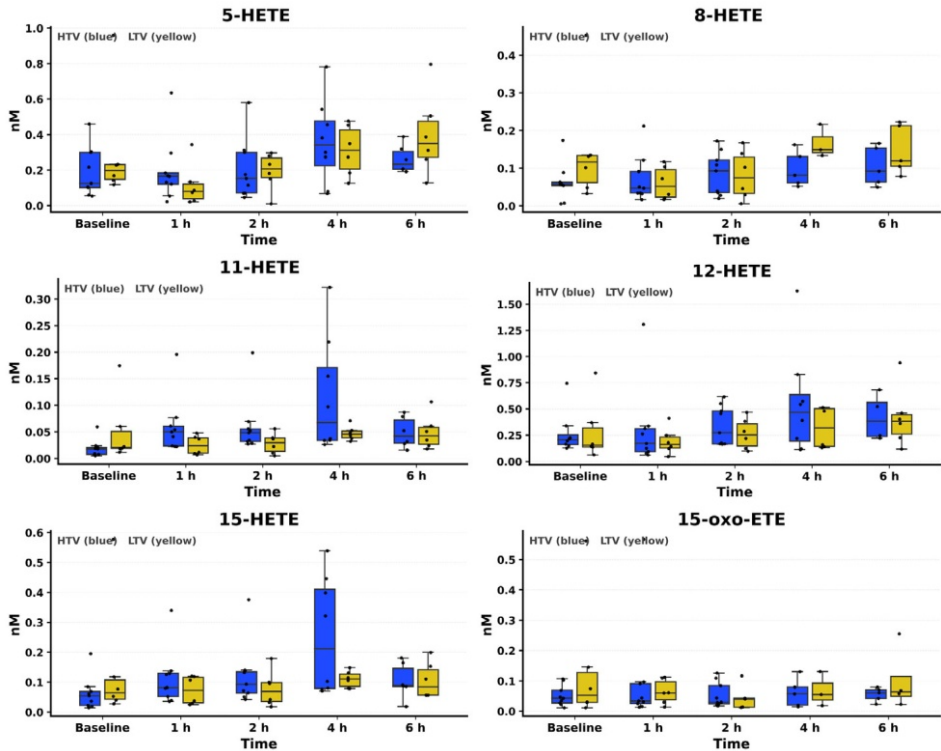 5-HETE
HTV (blue) LTV (yellow)
nM
1.0
0.8
0.6
0.4
0.2
0.0
Baseline 1 h 2 h 4 h 6 h
Time
8-HETE
HTV (blue) LTV (yellow)
nM
0.4
0.3
0.2
0.1
0.0
Baseline 1 h 2 h 4 h 6 h
Time
11-HETE
HTV (blue) LTV (yellow)
nM
0.30
0.25
0.20
0.15
0.10
0.05
0.00
Baseline 1 h 2 h 4 h 6 h
Time
12-HETE
HTV (blue) LTV (yellow)
nM
1.50
1.25
1.00
0.75
0.50
0.25
0.00
Baseline 1 h 2 h 4 h 6 h
Time
15-HETE
HTV (blue) LTV (yellow)
nM
0.6
0.5
0.4
0.3
0.2
0.1
0.0
Baseline 1 h 2 h 4 h 6 h
Time
15-oxo-ETE
HTV (blue) LTV (yellow)
nM
0.5
0.4
0.3
0.2
0.1
0.0
Baseline 1 h 2 h 4 h 6 h
Time